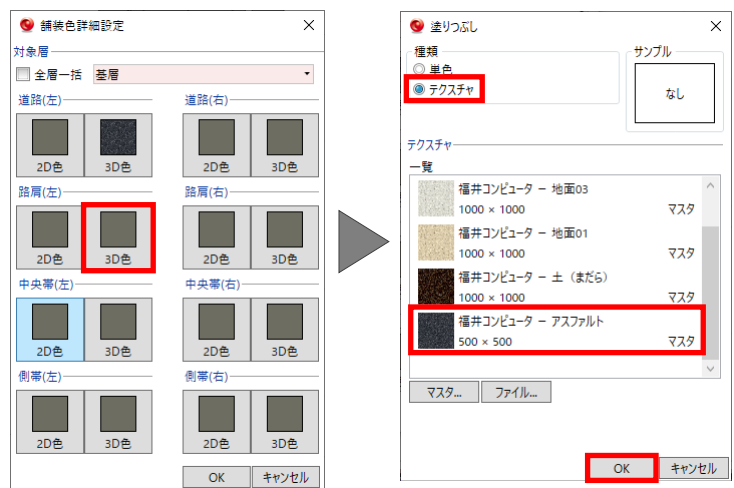 舗装色詳細設定
対象層
全層一括 基層
道路(左) 道路(右)
2D色 3D色 2D色 3D色
路肩(左) 路肩(右)
2D色 3D色 2D色 3D色
中央帯(左) 中央帯(右)
2D色 3D色 2D色 3D色
側帯(左) 側帯(右)
2D色 3D色 2D色 3D色
OK キャンセル
塗りつぶし
種類 サンプル
単色
テクスチャ
なし
テクスチャ
一覧
福井コンピュータ － 地面03
1000 × 1000 マスタ
福井コンピュータ － 地面01
1000 × 1000 マスタ
福井コンピュータ － 土（まだら）
1000 × 1000 マスタ
福井コンピュータ － アスファルト
500 × 500 マスタ
マスタ... ファイル...
OK キャンセル